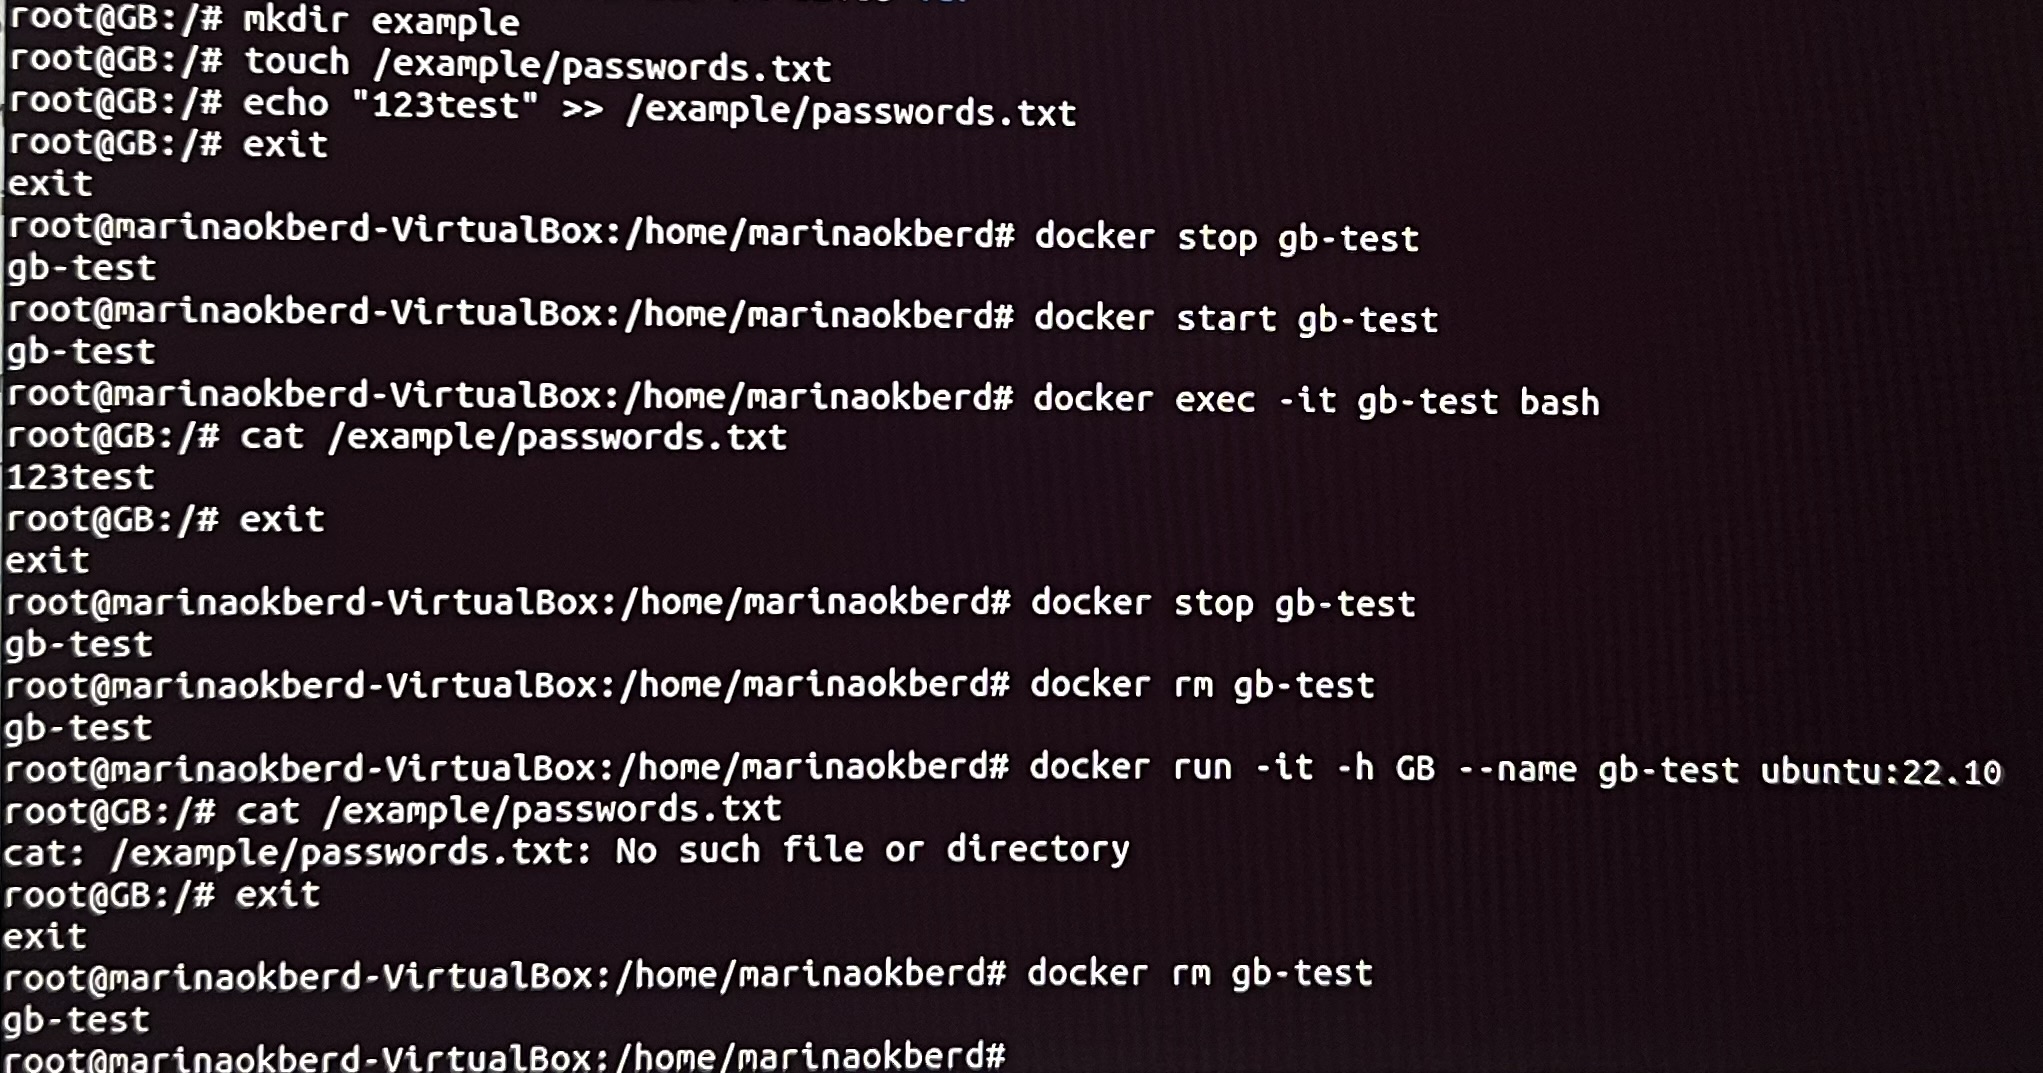 root@GB:/# mkdir example
root@GB:/# touch /example/passwords.txt
root@GB:/# echo "123test" >> /example/passwords.txt
root@GB:/# exit
exit
root@marinaokberd-VirtualBox:/home/marinaokberd# docker stop gb-test
gb-test
root@marinaokberd-VirtualBox:/home/marinaokberd# docker start gb-test
gb-test
root@marinaokberd-VirtualBox:/home/marinaokberd# docker exec -it gb-test bash
root@GB:/# cat /example/passwords.txt
123test
root@GB:/# exit
exit
root@marinaokberd-VirtualBox:/home/marinaokberd# docker stop gb-test
gb-test
root@marinaokberd-VirtualBox:/home/marinaokberd# docker rm gb-test
gb-test
root@marinaokberd-VirtualBox:/home/marinaokberd# docker run -it -h GB --name gb-test ubuntu:22.10
root@GB:/# cat /example/passwords.txt
cat: /example/passwords.txt: No such file or directory
root@GB:/# exit
exit
root@marinaokberd-VirtualBox:/home/marinaokberd# docker rm gb-test
gb-test
root@marinaokberd-VirtualBox:/home/marinaokberd#